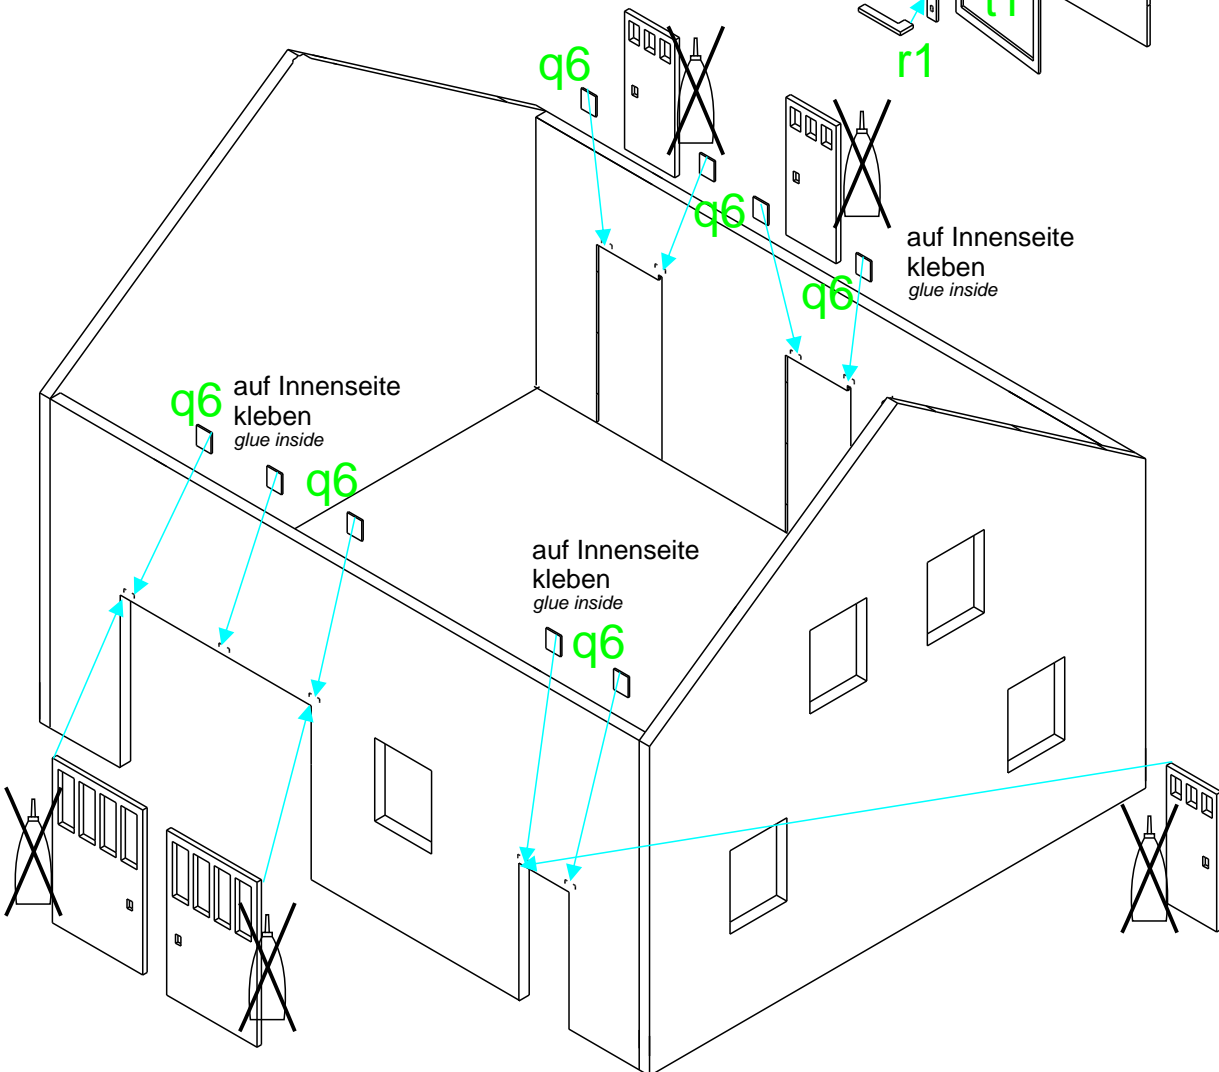 t1
r1
q6
q6
auf Innenseite
kleben
glue inside
q6
q6
auf Innenseite
kleben
glue inside
q6
auf Innenseite
kleben
glue inside
q6